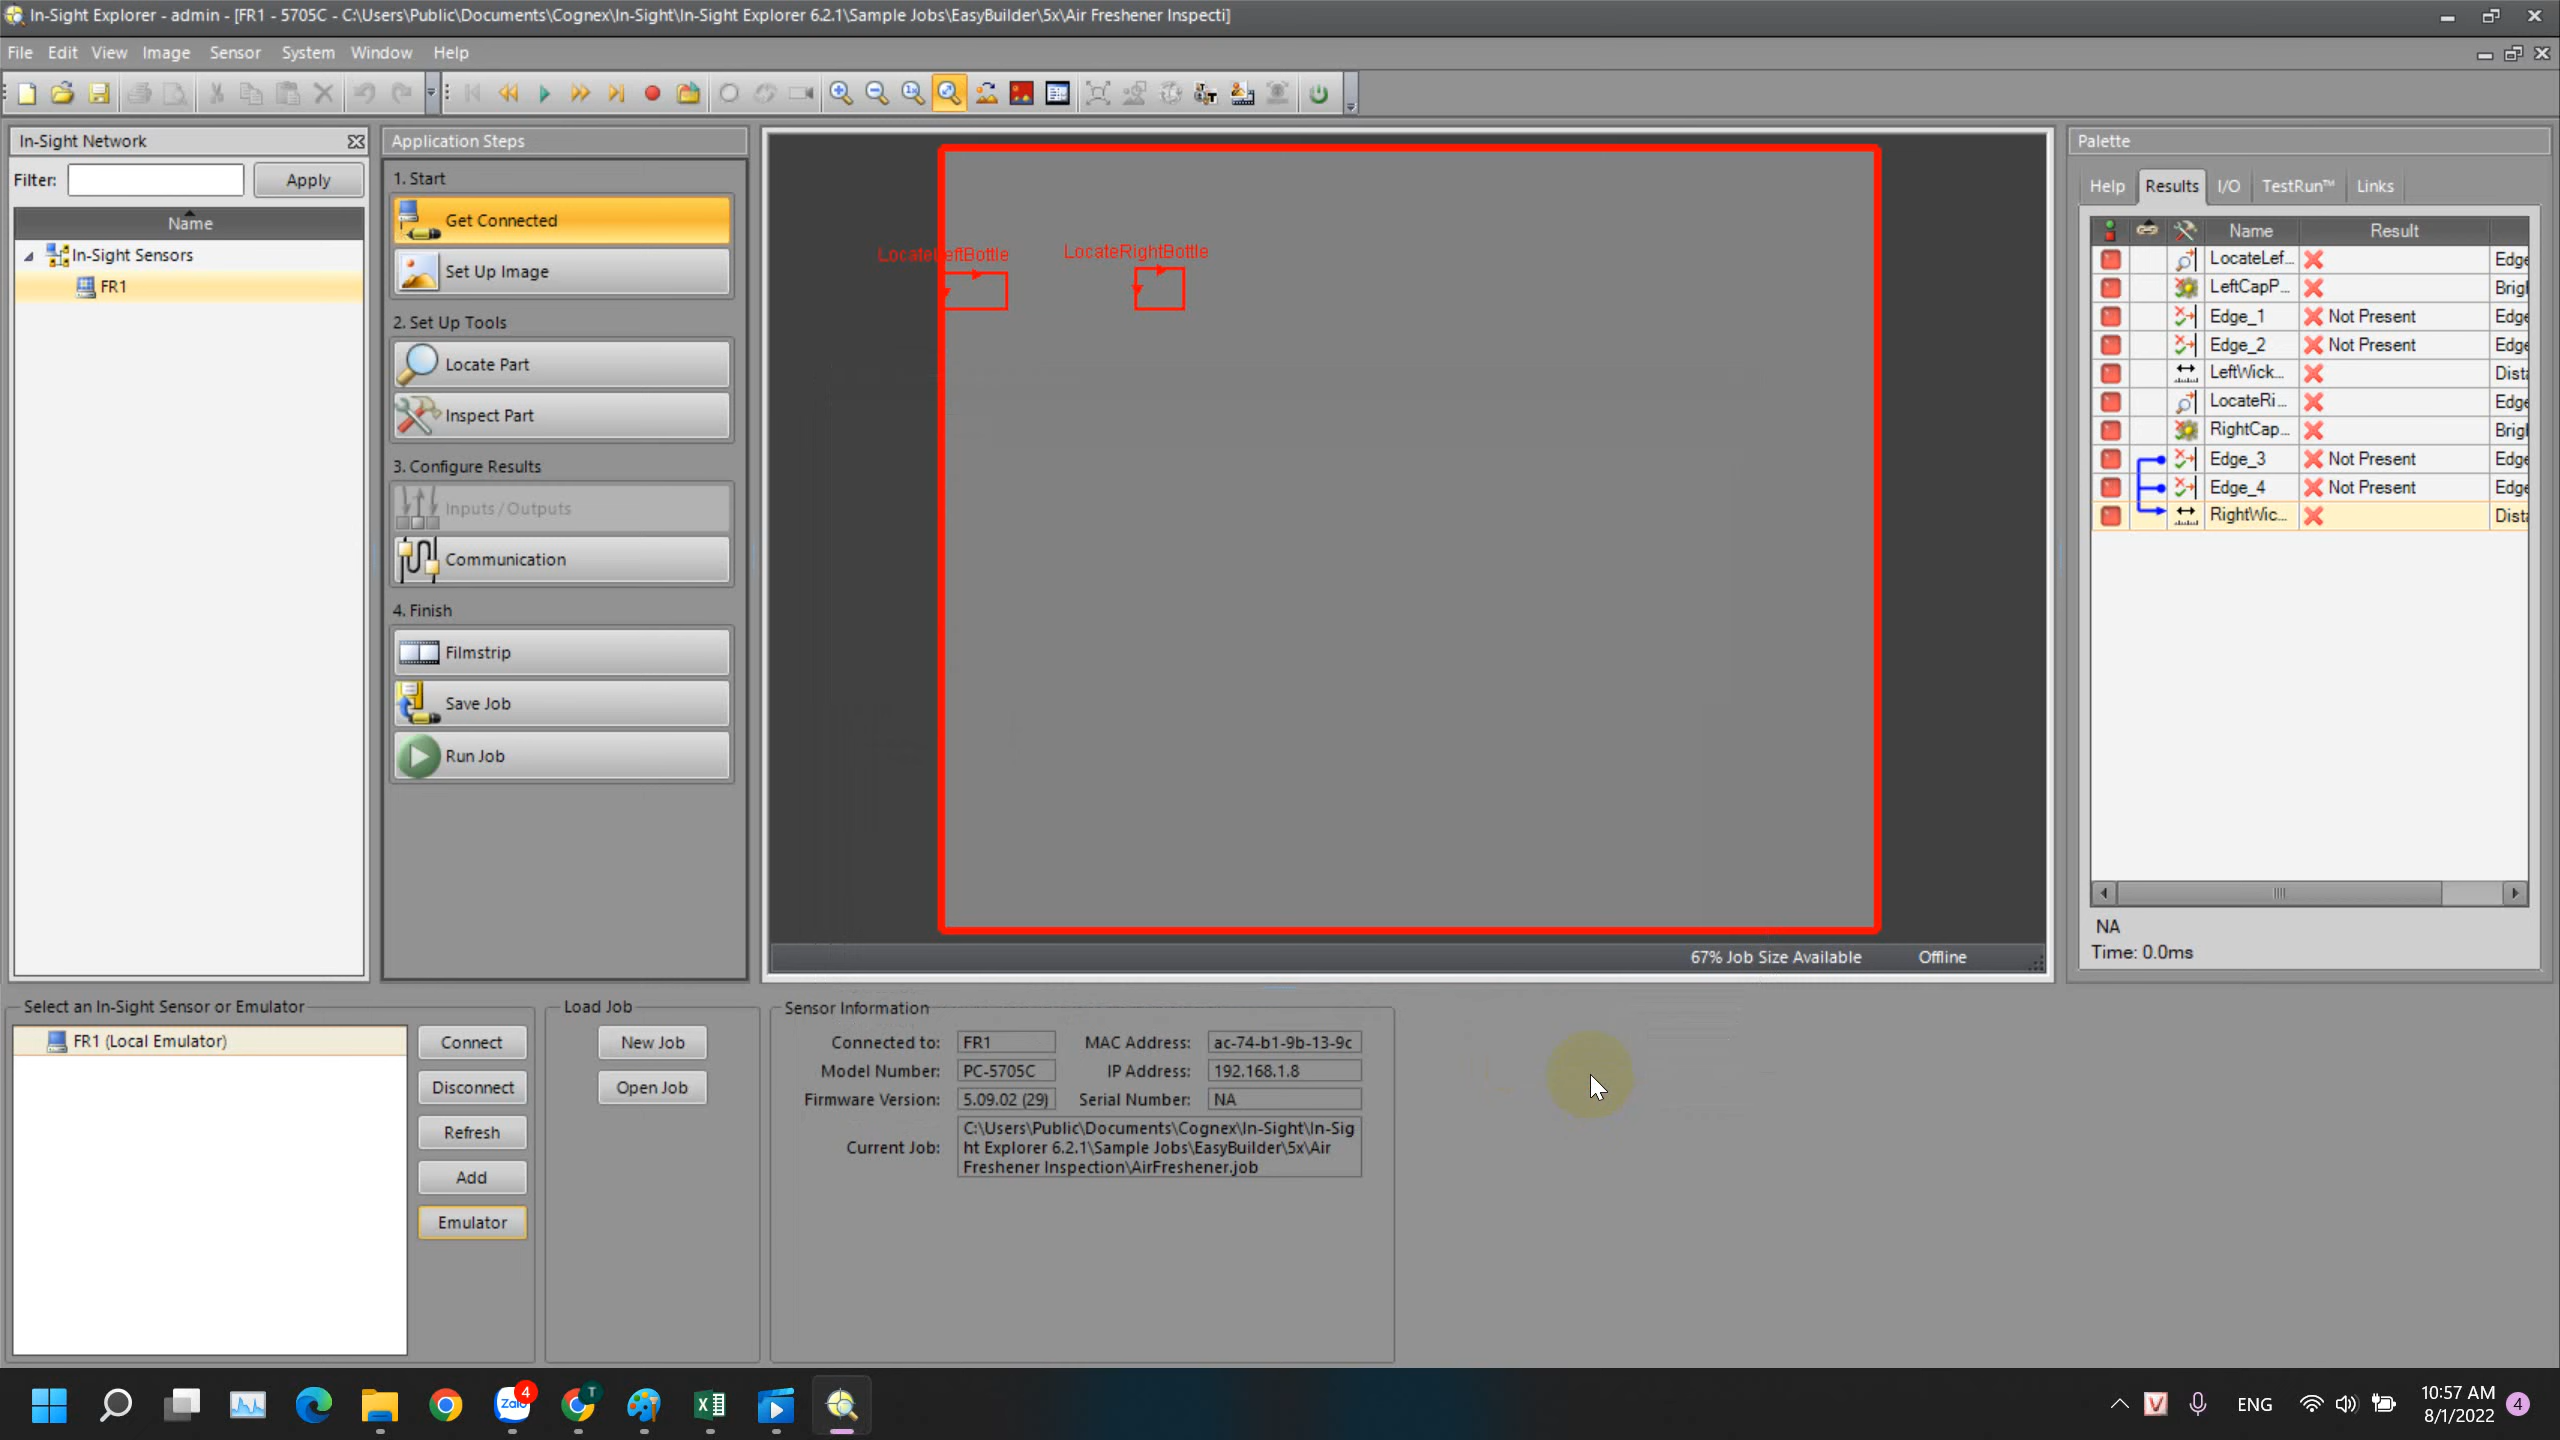 In-Sight Explorer - admin - [FR1 - 5705C - C:\Users\Public\Documents\Cognex\In-Sight\In-Sight Explorer 6.2.1\Sample Jobs\EasyBuilder\5x\Air Freshener Inspecti]
File Edit View Image Sensor System Window Help
In-Sight Network
Filter: Apply
Name
In-Sight Sensors
FR1
Application Steps
1. Start
Get Connected
Set Up Image
2. Set Up Tools
Locate Part
Inspect Part
3. Configure Results
Inputs / Outputs
Communication
4. Finish
Filmstrip
Save Job
Run Job
LocateLeftBottle LocateRightBottle
67% Job Size Available Offline
Palette
Help Results I/O TestRun™ Links
Name Result
LocateLef... Edge
LeftCapP... Brigl
Edge_1 Not Present Edge
Edge_2 Not Present Edge
LeftWick... Dista
LocateRi... Edge
RightCap... Brigl
Edge_3 Not Present Edge
Edge_4 Not Present Edge
RightWic... Dista
NA
Time: 0.0ms
Select an In-Sight Sensor or Emulator
FR1 (Local Emulator)
Connect
Disconnect
Refresh
Add
Emulator
Load Job
New Job
Open Job
Sensor Information
Connected to: FR1 MAC Address: ac-74-b1-9b-13-9c
Model Number: PC-5705C IP Address: 192.168.1.8
Firmware Version: 5.09.02 (29) Serial Number: NA
Current Job: C:\Users\Public\Documents\Cognex\In-Sight\In-Sig
ht Explorer 6.2.1\Sample Jobs\EasyBuilder\5x\Air
Freshener Inspection\AirFreshener.job
Zalo 4 T
V ENG 10:57 AM
8/1/2022 4